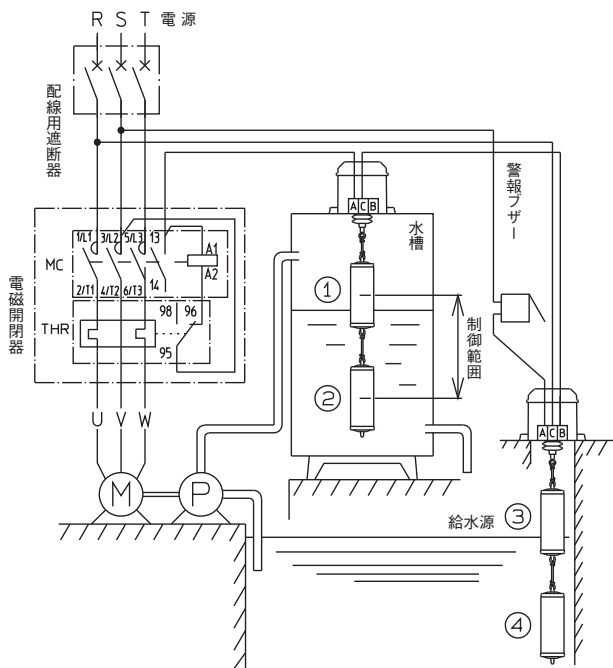 R S T 電源
配線用遮断器
電磁開閉器
MC
1/L1 3/L2 5/L3 13
A1
A2
2/T1 4/T2 6/T3 14
THR
98 96
95
U V W
M
P
A C B
水槽
①
②
制御範囲
警報ブザー
A C B
給水源
③
④